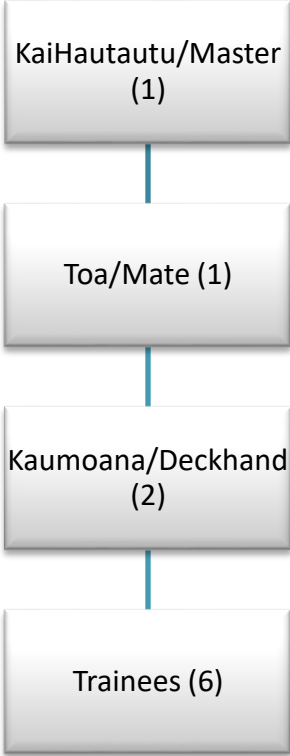 KaiHautautu/Master
(1)
Toa/Mate (1)
Kaumoana/Deckhand
(2)
Trainees (6)